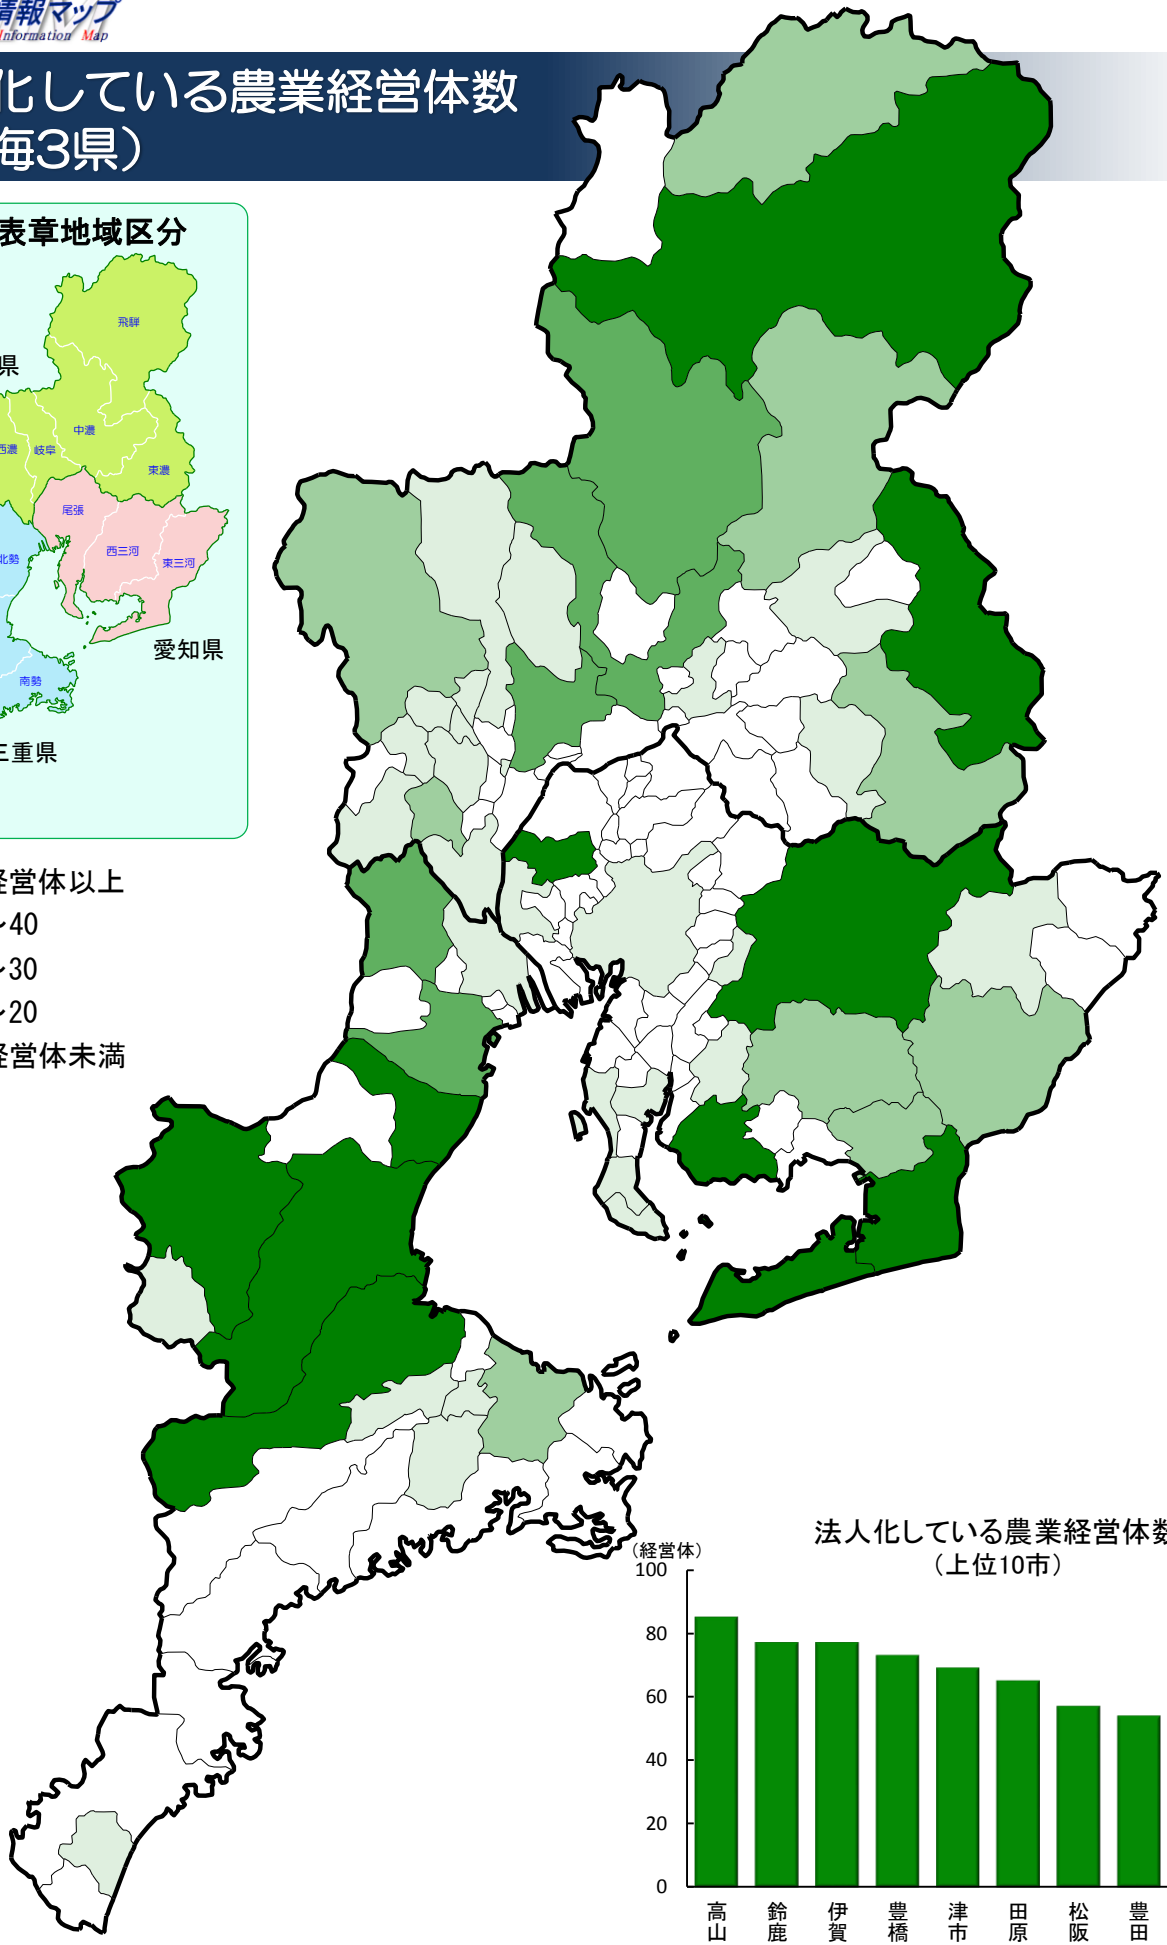 情報マップ
Information Map
化している農業経営体数
海3県）
表章地域区分
飛騨
県
西濃
岐阜
中濃
東濃
尾張
西三河
東三河
北勢
愛知県
南勢
三重県
経営体以上
～40
～30
～20
経営体未満
法人化している農業経営体数
（上位10市）
（経営体）
100
80
60
40
20
0
高山
鈴鹿
伊賀
豊橋
津市
田原
松阪
豊田